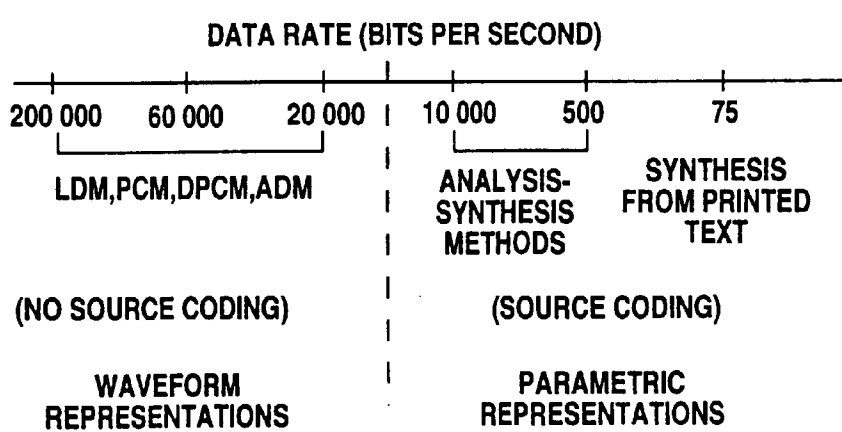 DATA RATE (BITS PER SECOND)
200 000 60 000 20 000 10 000 500 75
LDM,PCM,DPCM,ADM
ANALYSIS-
SYNTHESIS
METHODS
SYNTHESIS
FROM PRINTED
TEXT
(NO SOURCE CODING)
(SOURCE CODING)
WAVEFORM
REPRESENTATIONS
PARAMETRIC
REPRESENTATIONS